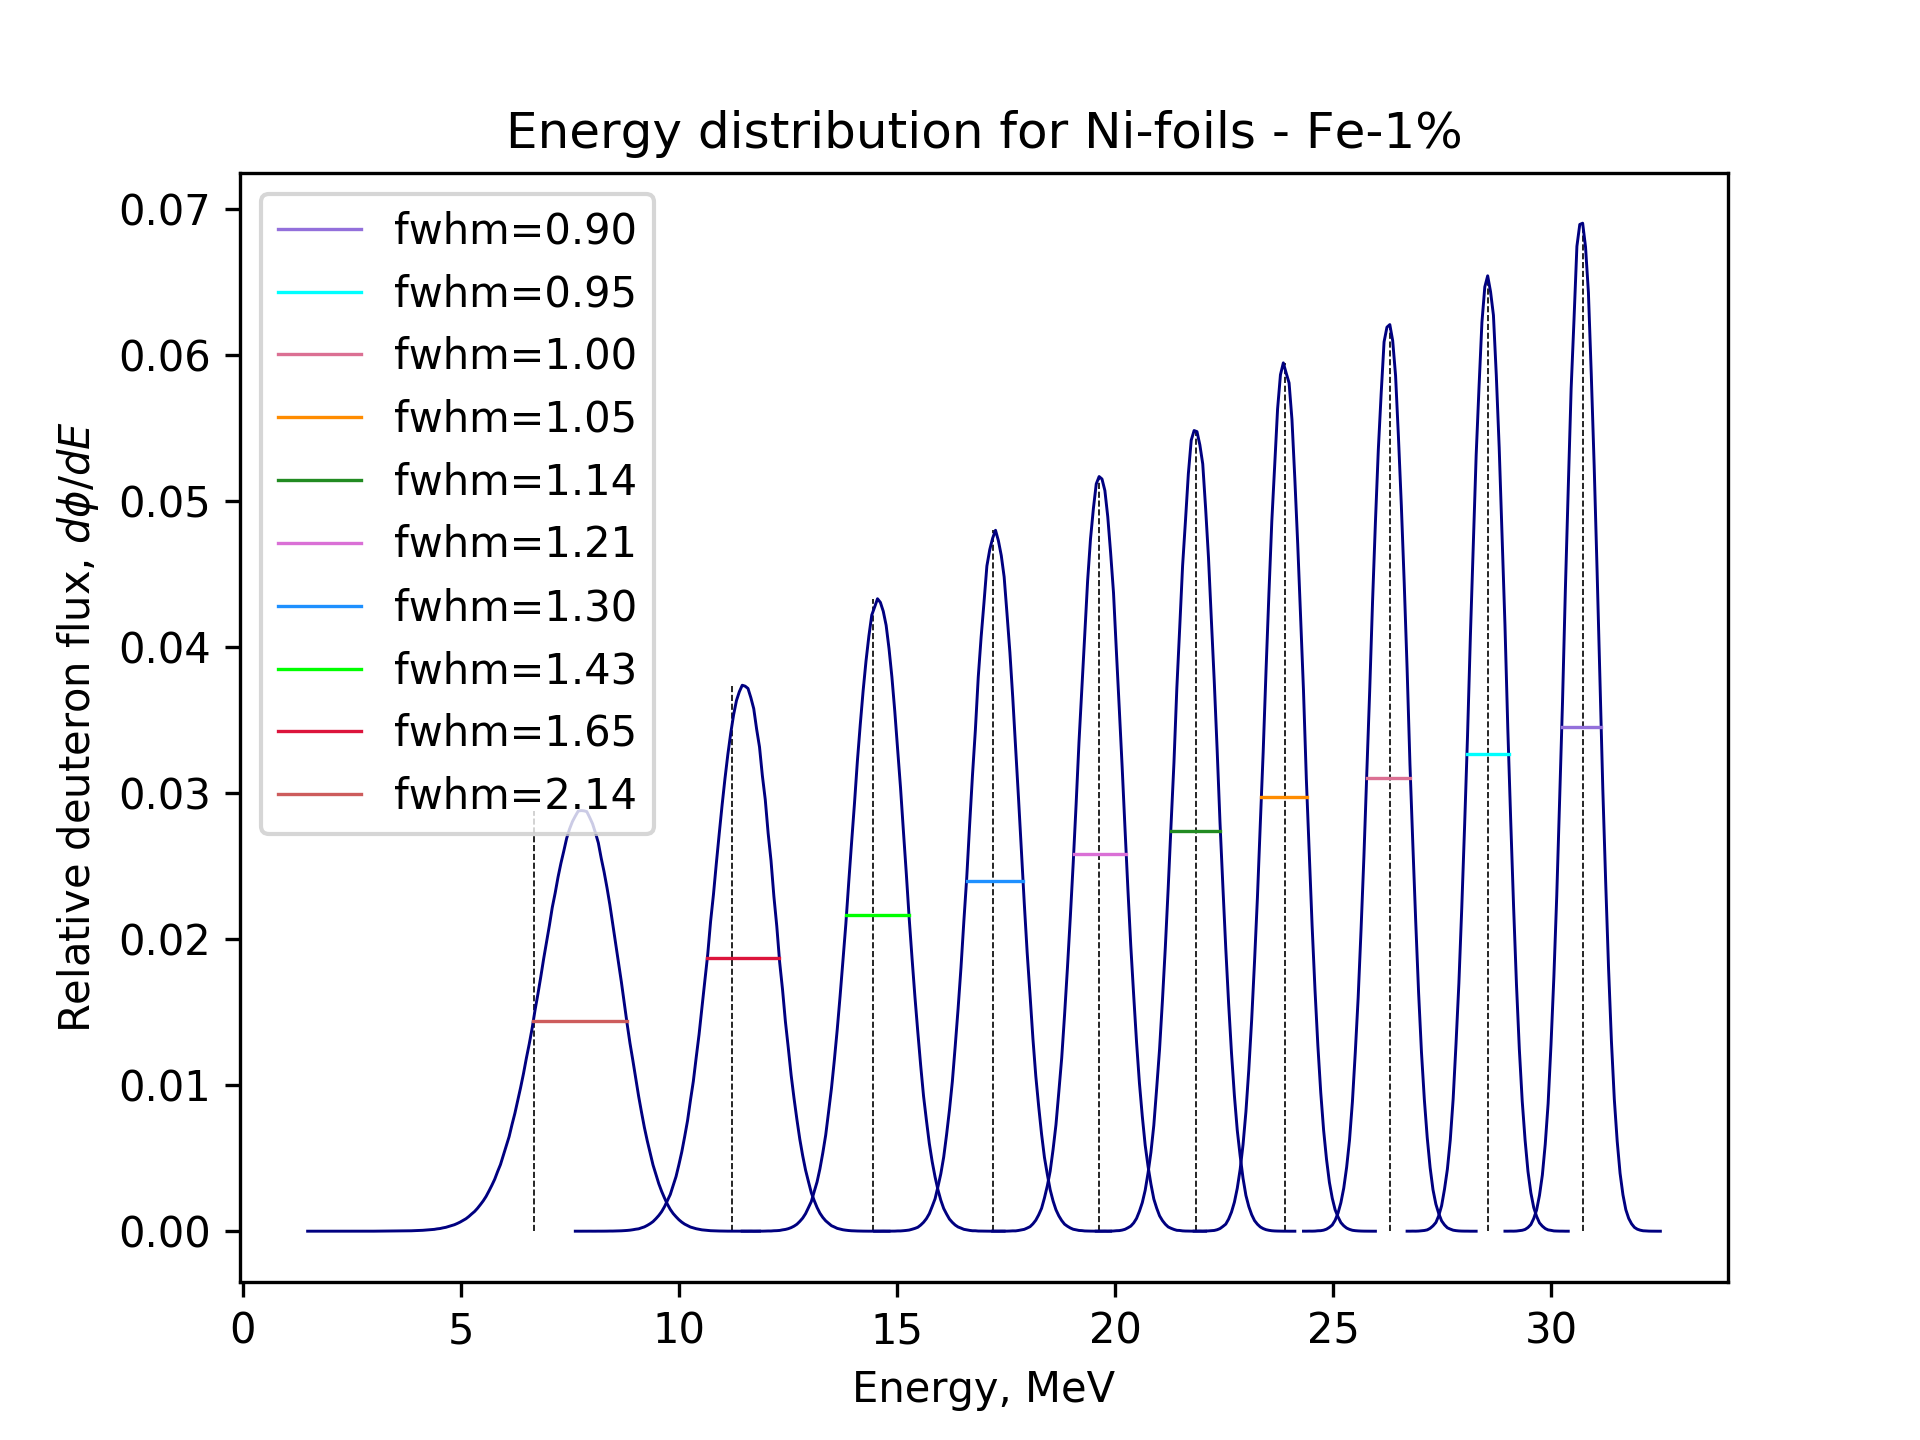 Energy distribution for Ni-foils - Fe-1%
fwhm=0.90
fwhm=0.95
fwhm=1.00
fwhm=1.05
fwhm=1.14
fwhm=1.21
fwhm=1.30
fwhm=1.43
fwhm=1.65
fwhm=2.14
Relative deuteron flux, dϕ/dE
0.07
0.06
0.05
0.04
0.03
0.02
0.01
0.00
0 5 10 15 20 25 30
Energy, MeV